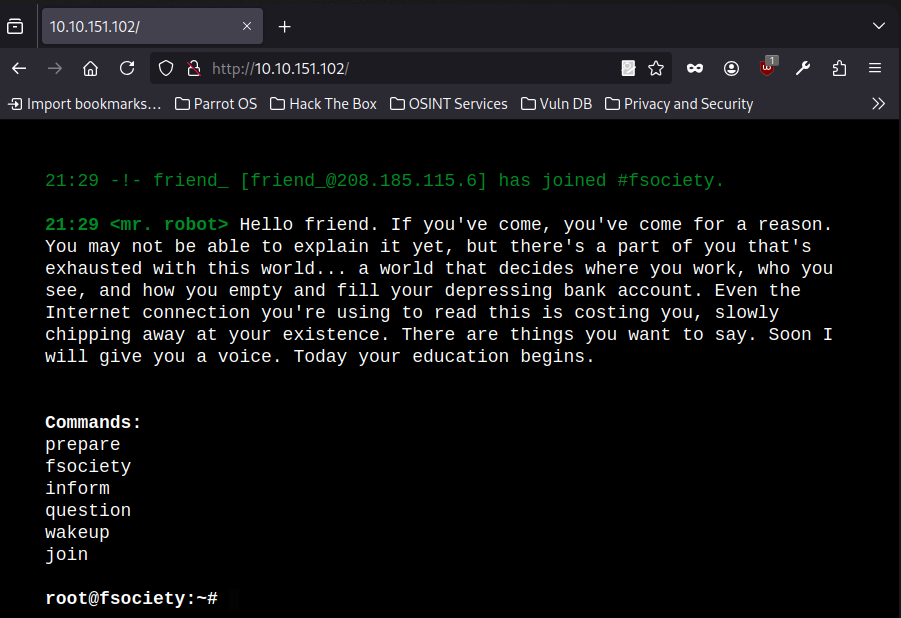 10.10.151.102/
http://10.10.151.102/
1
Import bookmarks... Parrot OS Hack The Box OSINT Services Vuln DB Privacy and Security
21:29 -!- friend_ [friend_@208.185.115.6] has joined #fsociety.
21:29 <mr. robot> Hello friend. If you've come, you've come for a reason.
You may not be able to explain it yet, but there's a part of you that's
exhausted with this world... a world that decides where you work, who you
see, and how you empty and fill your depressing bank account. Even the
Internet connection you're using to read this is costing you, slowly
chipping away at your existence. There are things you want to say. Soon I
will give you a voice. Today your education begins.
Commands:
prepare
fsociety
inform
question
wakeup
join
root@fsociety:~#